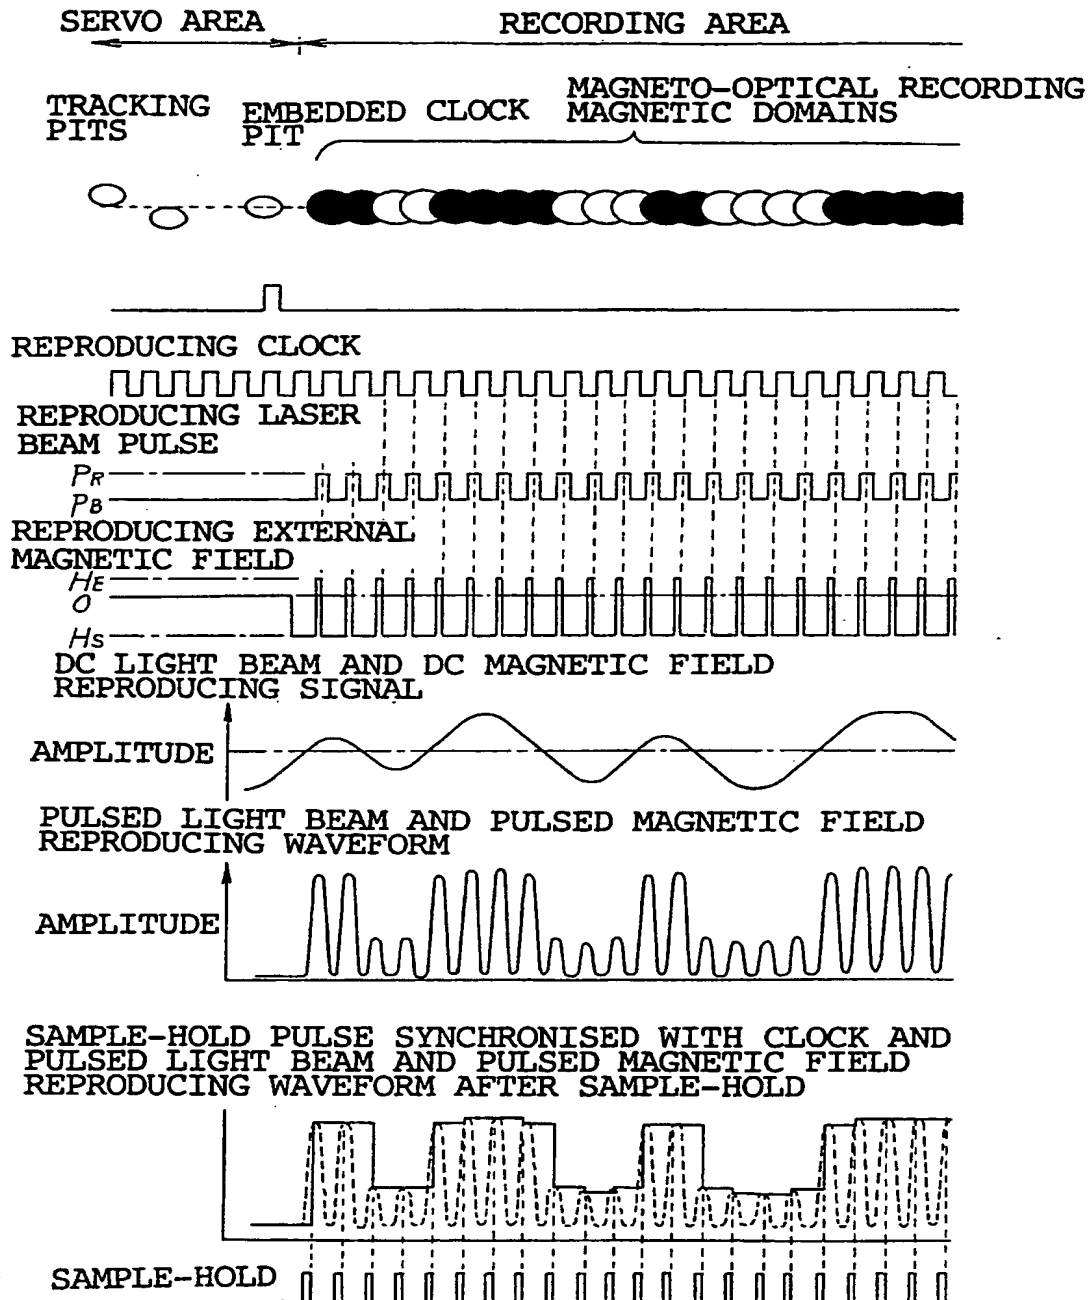 SERVO AREA
RECORDING AREA
TRACKING
PITS
EMBEDDED CLOCK
PIT
MAGNETO-OPTICAL RECORDING
MAGNETIC DOMAINS
REPRODUCING CLOCK
REPRODUCING LASER
BEAM PULSE
PR
PB
REPRODUCING EXTERNAL
MAGNETIC FIELD
HE
O
HS
DC LIGHT BEAM AND DC MAGNETIC FIELD
REPRODUCING SIGNAL
AMPLITUDE
PULSED LIGHT BEAM AND PULSED MAGNETIC FIELD
REPRODUCING WAVEFORM
AMPLITUDE
SAMPLE-HOLD PULSE SYNCHRONISED WITH CLOCK AND
PULSED LIGHT BEAM AND PULSED MAGNETIC FIELD
REPRODUCING WAVEFORM AFTER SAMPLE-HOLD
SAMPLE-HOLD